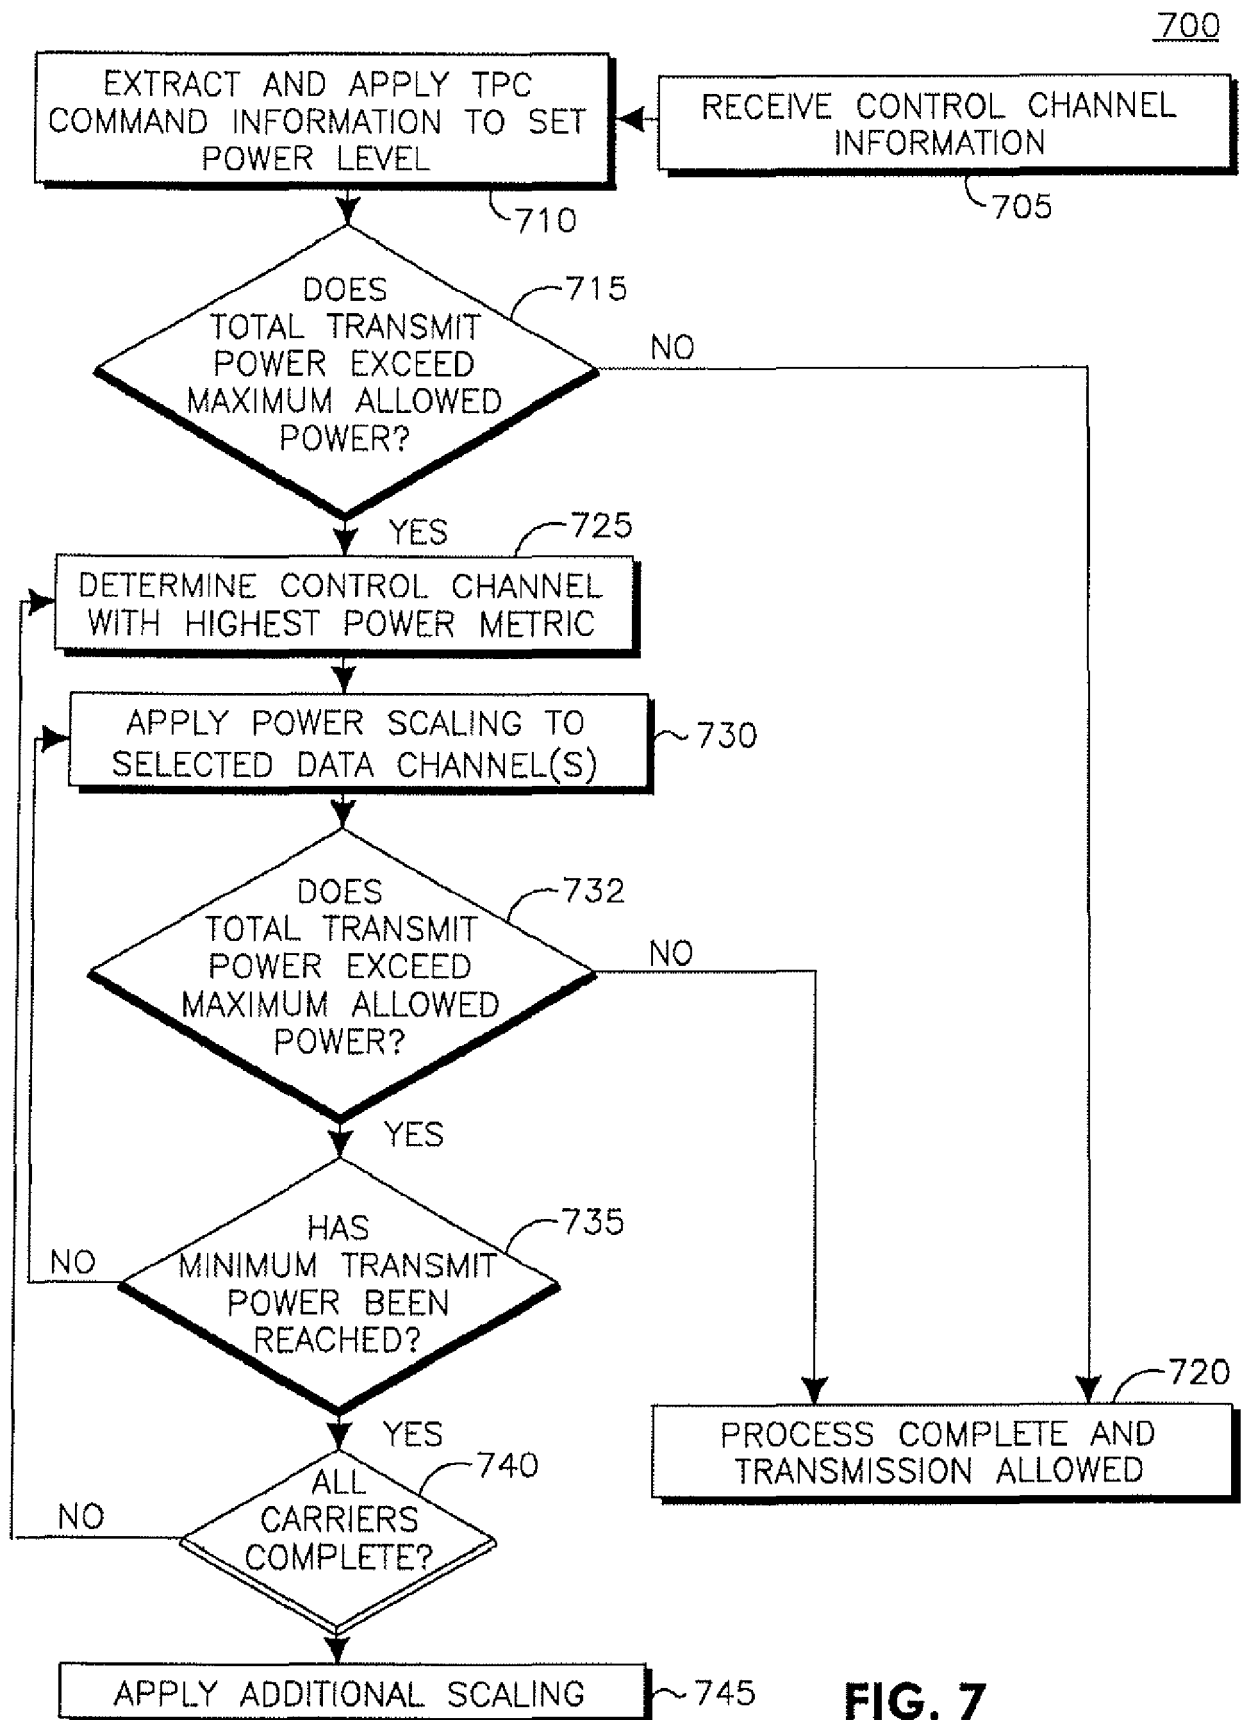 700
EXTRACT AND APPLY TPC
COMMAND INFORMATION TO SET
POWER LEVEL
RECEIVE CONTROL CHANNEL
INFORMATION
705
710
DOES
TOTAL TRANSMIT
POWER EXCEED
MAXIMUM ALLOWED
POWER?
715
NO
YES
725
DETERMINE CONTROL CHANNEL
WITH HIGHEST POWER METRIC
APPLY POWER SCALING TO
SELECTED DATA CHANNEL(S)
730
DOES
TOTAL TRANSMIT
POWER EXCEED
MAXIMUM ALLOWED
POWER?
732
NO
YES
HAS
MINIMUM TRANSMIT
POWER BEEN
REACHED?
735
NO
YES
720
PROCESS COMPLETE AND
TRANSMISSION ALLOWED
ALL
CARRIERS
COMPLETE?
740
NO
APPLY ADDITIONAL SCALING
745
FIG. 7